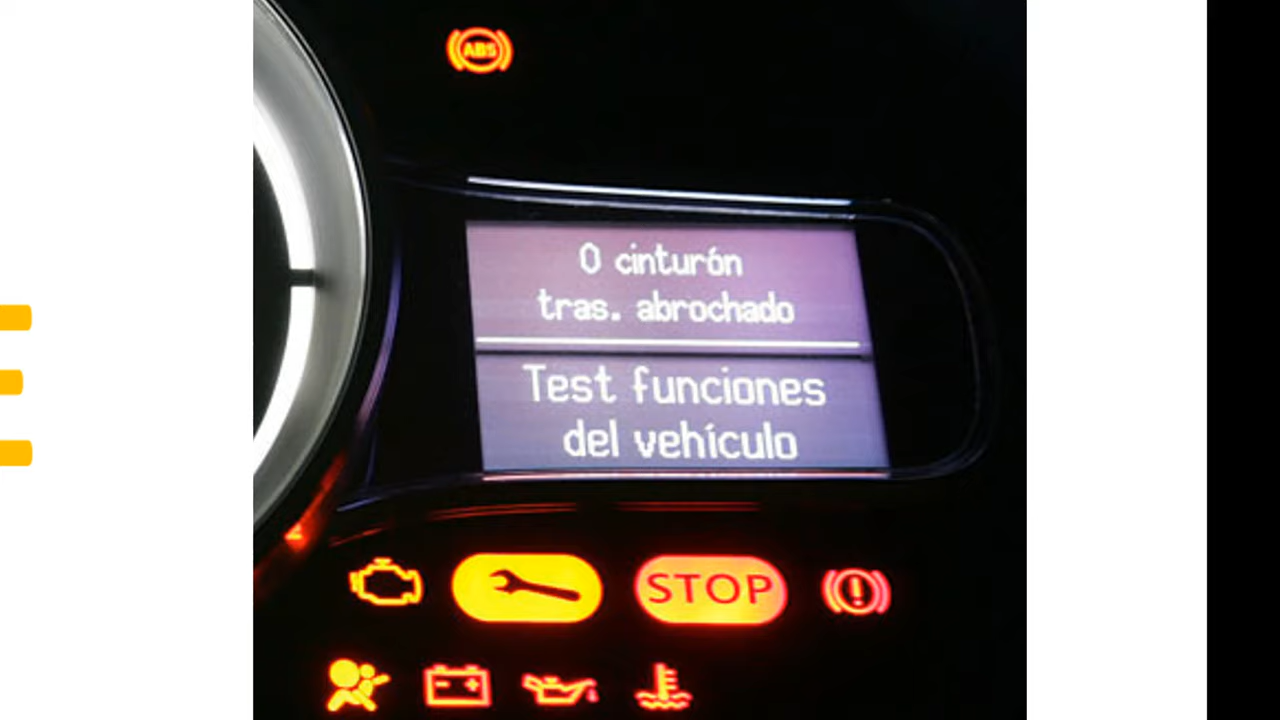 ABS
0 cinturón
tras. abrochado
Test funciones
del vehículo
STOP